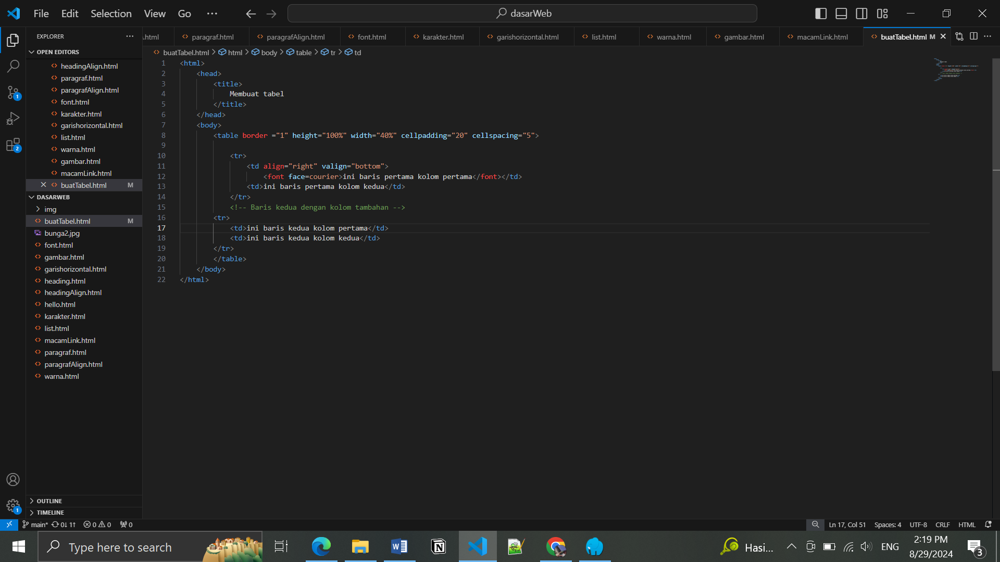 File Edit Selection View Go ···
dasarWeb
EXPLORER ···
.html paragraf.html paragrafAlign.html font.html karakter.html garishorizontal.html list.html warna.html gambar.html macamLink.html buatTabel.html M
OPEN EDITORS
headingAlign.html
paragraf.html
paragrafAlign.html
font.html
karakter.html
garishorizontal.html
list.html
warna.html
gambar.html
macamLink.html
buatTabel.html M
DASARWEB
img
buatTabel.html M
bunga2.jpg
font.html
gambar.html
garishorizontal.html
heading.html
headingAlign.html
hello.html
karakter.html
list.html
macamLink.html
paragraf.html
paragrafAlign.html
warna.html
OUTLINE
TIMELINE
1
2
1
buatTabel.html > html > body > table > tr > td
1 <html>
2 <head>
3 <title>
4 Membuat tabel
5 </title>
6 </head>
7 <body>
8 <table border ="1" height="100%" width="40%" cellpadding="20" cellspacing="5">
9
10 <tr>
11 <td align="right" valign="bottom">
12 <font face=courier>ini baris pertama kolom pertama</font></td>
13 <td>ini baris pertama kolom kedua</td>
14 </tr>
15 <!-- Baris kedua dengan kolom tambahan -->
16 <tr>
17 <td>ini baris kedua kolom pertama</td>
18 <td>ini baris kedua kolom kedua</td>
19 </tr>
20 </table>
21 </body>
22 </html>
main* 0↓ 1↑ 0 0 0
Ln 17, Col 51 Spaces: 4 UTF-8 CRLF HTML
Type here to search
Hasi...
ENG
2:19 PM
8/29/2024
3